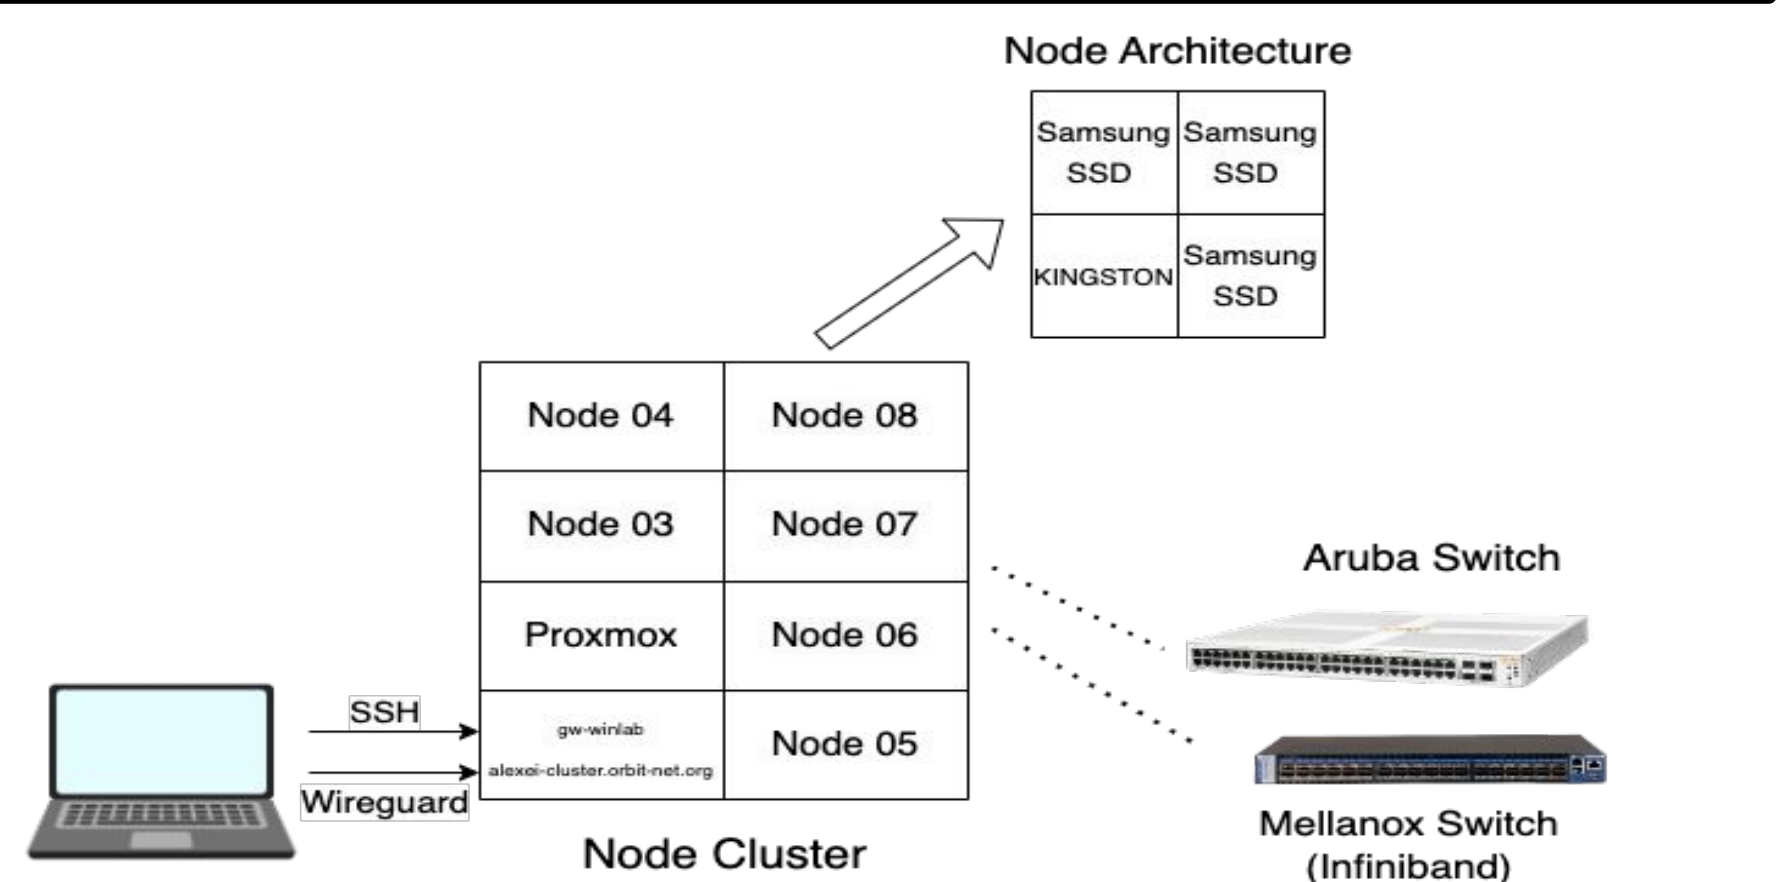 Node Architecture
Samsung SSD
Samsung SSD
KINGSTON
Samsung SSD
Node 04
Node 08
Node 03
Node 07
Proxmox
Node 06
gw-winlab
alexei-cluster.orbit-net.org
Node 05
SSH
Wireguard
Node Cluster
Aruba Switch
Mellanox Switch
(Infiniband)